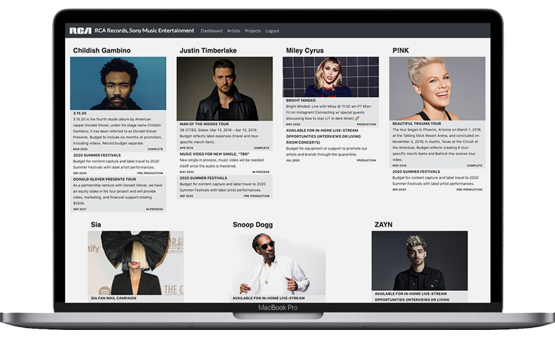 RCA RCA Records, Sony Music Entertainment Dashboard Artists Projects Logout
Childish Gambino
3.15.20
3.15.20 is the fourth studio album by American
rapper Donald Glover, under his stage name Childish
Gambino; it has been referred to as Donald Glover
Presents. Budget to include six months of promotion,
including videos. Record budget separate.
MAR 2020 COMPLETE
2020 SUMMER FESTIVALS
Budget for content capture and label travel to 2020
Summer Festivals with label artist performances.
SEP 2020 PRE-PRODUCTION
DONALD GLOVER PRESENTS TOUR
As a partnership venture with Donald Glover, we have
an equity stake in his tour project and will provide
video, marketing, and financial support totaling
$500k.
SEP 2021 IN PROCESS
Justin Timberlake
MAN OF THE WOODS TOUR
38 CITIES, Dates: Mar 13, 2018 – Apr 13, 2019.
Budget reflects label expenses (travel and tour-
specific merch items).
APR 2019 COMPLETE
MUSIC VIDEO FOR NEW SINGLE, "TBD"
New single in process, music video will be needed
ASAP once the audio is mastered.
MAY 2020 IN PROCESS
2020 SUMMER FESTIVALS
Budget for content capture and label travel to 2020
Summer Festivals with label artist performances.
SEP 2020 PRE-PRODUCTION
Miley Cyrus
BRIGHT MINDED
Bright Minded: Live with Miley @ 11:30 am PT Mon-
Fri on Instagram Connecting w/ special guests
discussing how to stay LIT in dark times!
MAY 2020 PRODUCTION
AVAILABLE FOR IN-HOME LIVE-STREAM
OPPORTUNITIES (INTERVIEWS OR LIVING
ROOM CONCERTS)
Budget for equipment or support to promote our
artists and brands through the quarantine.
JUL 2020 PRODUCTION
P!NK
BEAUTIFUL TRAUMA TOUR
The tour began in Phoenix, Arizona on March 1, 2018,
at the Talking Stick Resort Arena, and concluded on
November 2, 2019 in Austin, Texas at the Circuit of
the Americas. Budget reflects creating tour-
specific merch items and Behind-the-scenes tour
video.
NOV 2019 COMPLETE
2020 SUMMER FESTIVALS
Budget for content capture and label travel to 2020
Summer Festivals with label artist performances.
SEP 2020 PRE-PRODUCTION
Sia
SIA FAN MAIL CAMPAIGN
Snoop Dogg
AVAILABLE FOR IN-HOME LIVE-STREAM
OPPORTUNITIES (INTERVIEWS OR LIVING
ZAYN
AVAILABLE FOR IN-HOME LIVE-STREAM
OPPORTUNITIES (INTERVIEWS OR LIVING
MacBook Pro